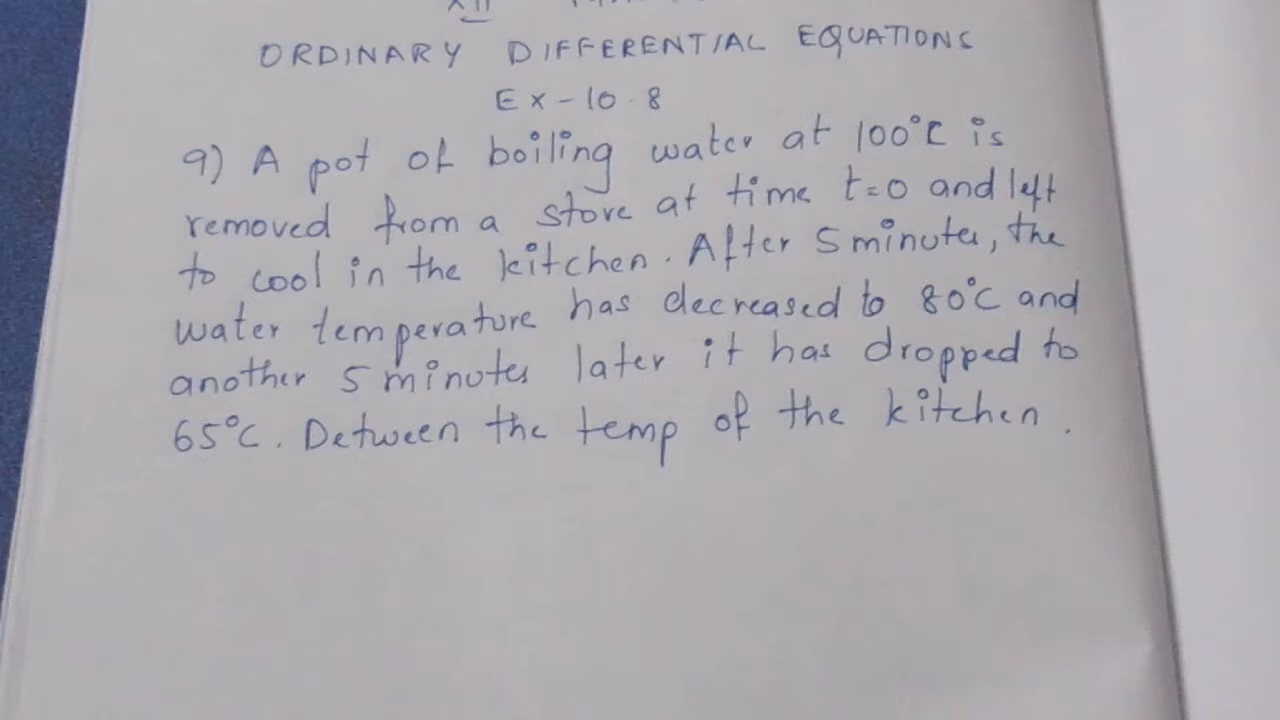 XII
ORDINARY DIFFERENTIAL EQUATIONS
Ex-10.8
9) A pot of boiling water at 100°C is
removed from a stove at time t=0 and left
to cool in the kitchen. After 5 minutes, the
water temperature has decreased to 80°C and
another 5 minutes later it has dropped to
65°C. Detween the temp of the kitchen.